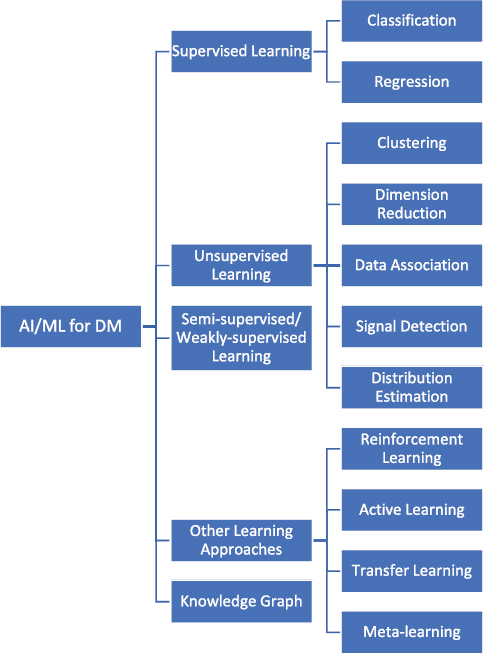 AI/ML for DM
Supervised Learning
Classification
Regression
Unsupervised
Learning
Clustering
Dimension
Reduction
Data Association
Signal Detection
Distribution
Estimation
Semi-supervised/
Weakly-supervised
Learning
Other Learning
Approaches
Reinforcement
Learning
Active Learning
Transfer Learning
Meta-learning
Knowledge Graph